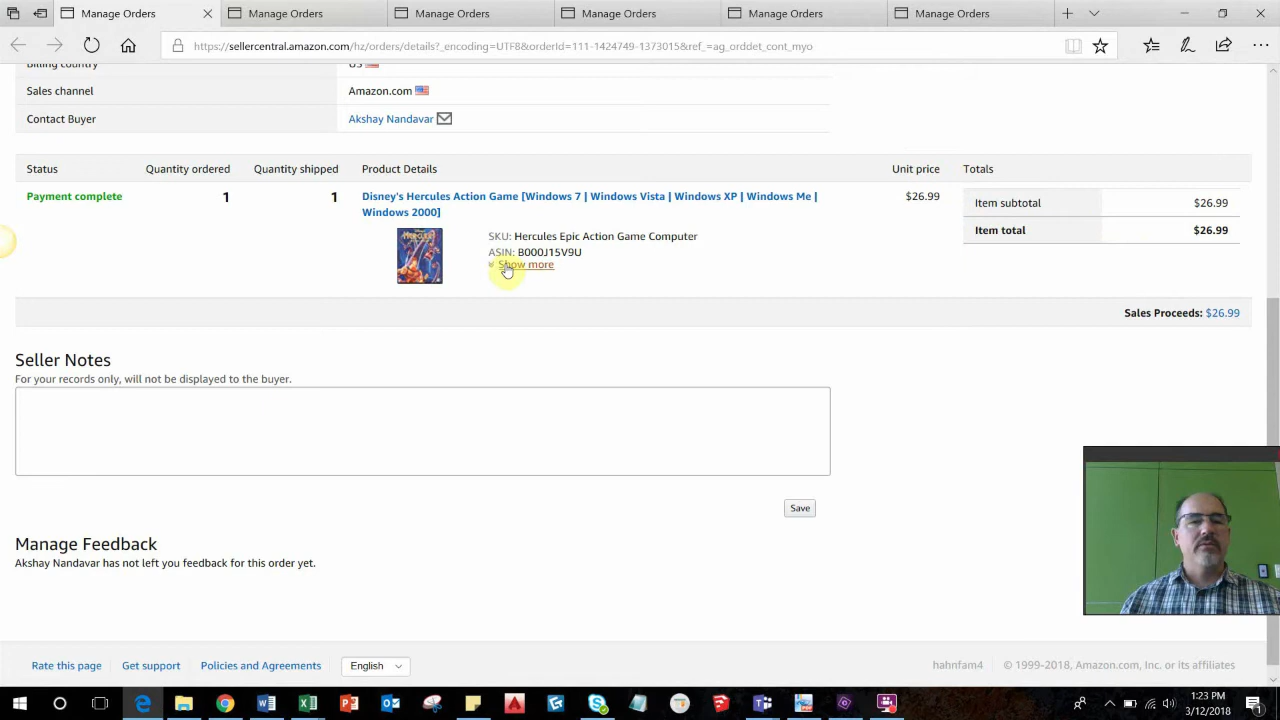 Manage Orders
Manage Orders
Manage Orders
Manage Orders
Manage Orders
Manage Orders
https://sellercentral.amazon.com/hz/orders/details?_encoding=UTF8&orderId=111-1424749-1373015&ref_=ag_orddet_cont_myo
Billing country US
Sales channel Amazon.com
Contact Buyer Akshay Nandavar
Status Quantity ordered Quantity shipped Product Details Unit price Totals
Payment complete 1 1 Disney's Hercules Action Game [Windows 7 | Windows Vista | Windows XP | Windows Me | $26.99 Item subtotal $26.99
Windows 2000]
Item total $26.99
SKU: Hercules Epic Action Game Computer
ASIN: B000J15V9U
Show more
Sales Proceeds: $26.99
Seller Notes
For your records only, will not be displayed to the buyer.
Save
Manage Feedback
Akshay Nandavar has not left you feedback for this order yet.
Rate this page Get support Policies and Agreements English hahnfam4 © 1999-2018, Amazon.com, Inc. or its affiliates
1:23 PM
3/12/2018